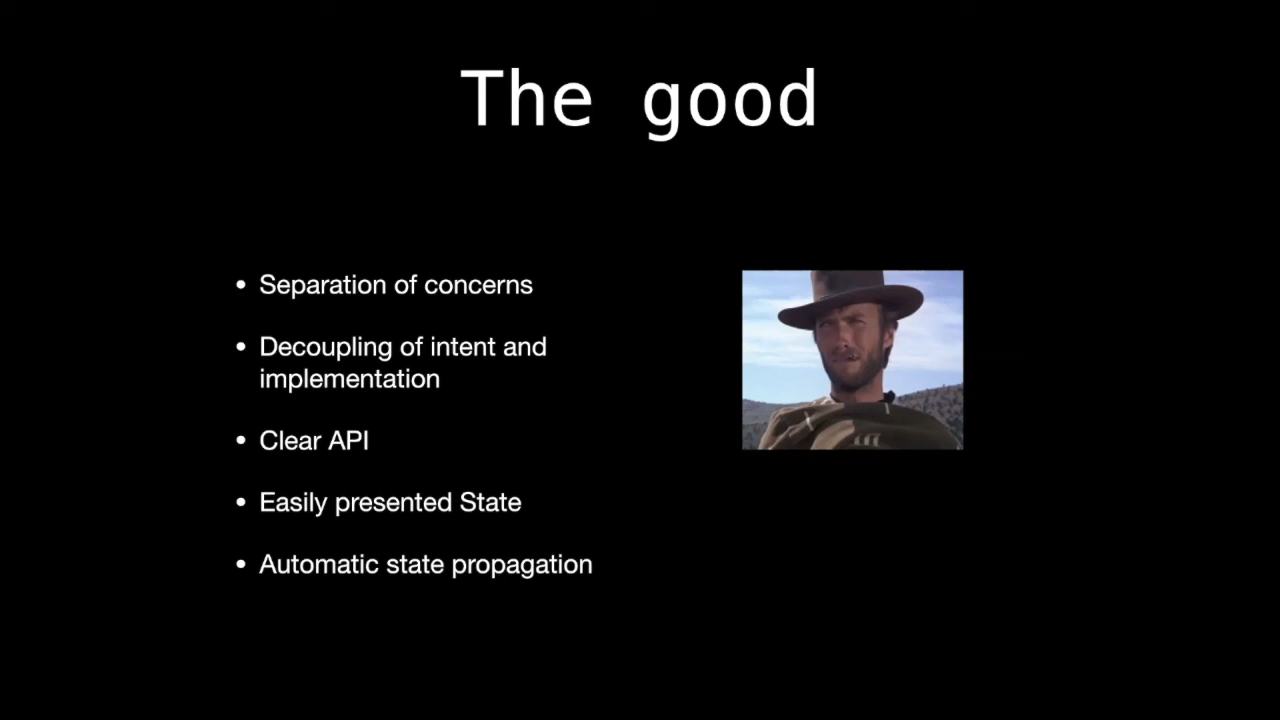 The good
• Separation of concerns
• Decoupling of intent and
implementation
• Clear API
• Easily presented State
• Automatic state propagation